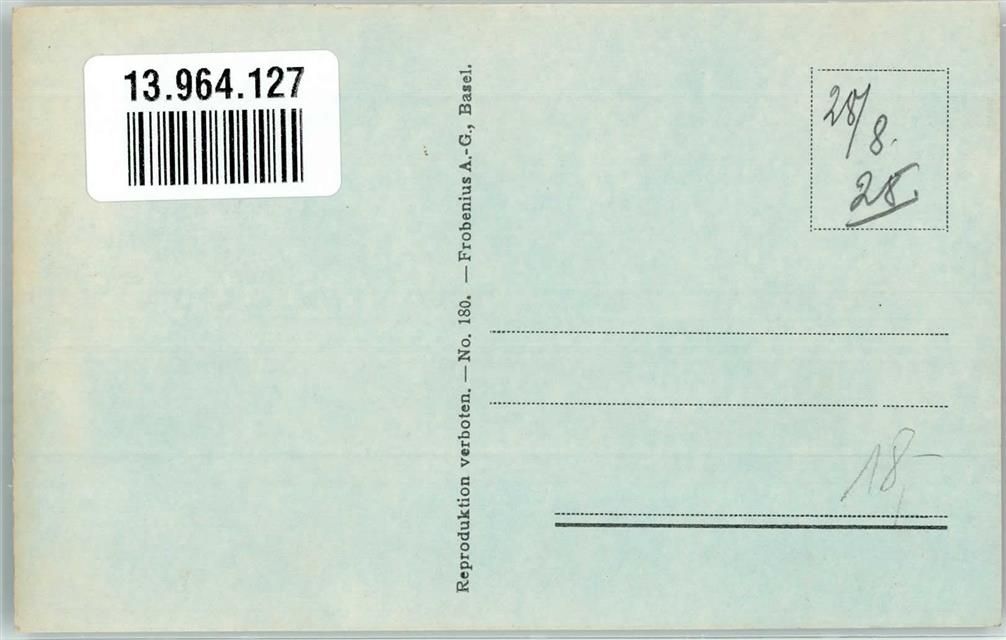 13.964.127
Reproduktion verboten. — No. 180. — Frobenius A.-G., Basel.
28/8.
28.
18,-